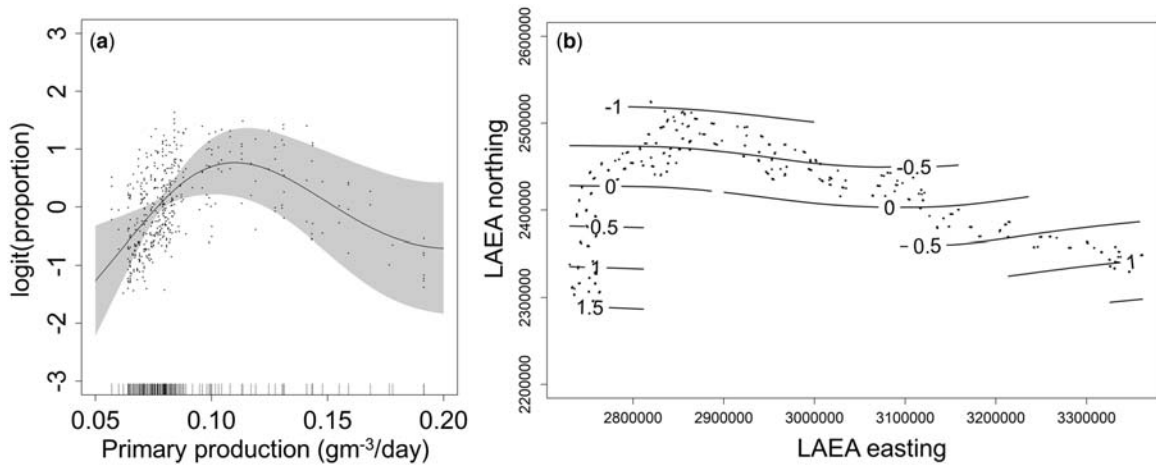 (a)
3
2
1
0
-1
-2
-3
logit(proportion)
0.05 0.10 0.15 0.20
Primary production (gm-3/day)
(b)
2600000
2500000
2400000
2300000
2200000
LAEA northing
-1
-0.5
0
0
0.5
-0.5
1
1
1.5
2800000 2900000 3000000 3100000 3200000 3300000
LAEA easting